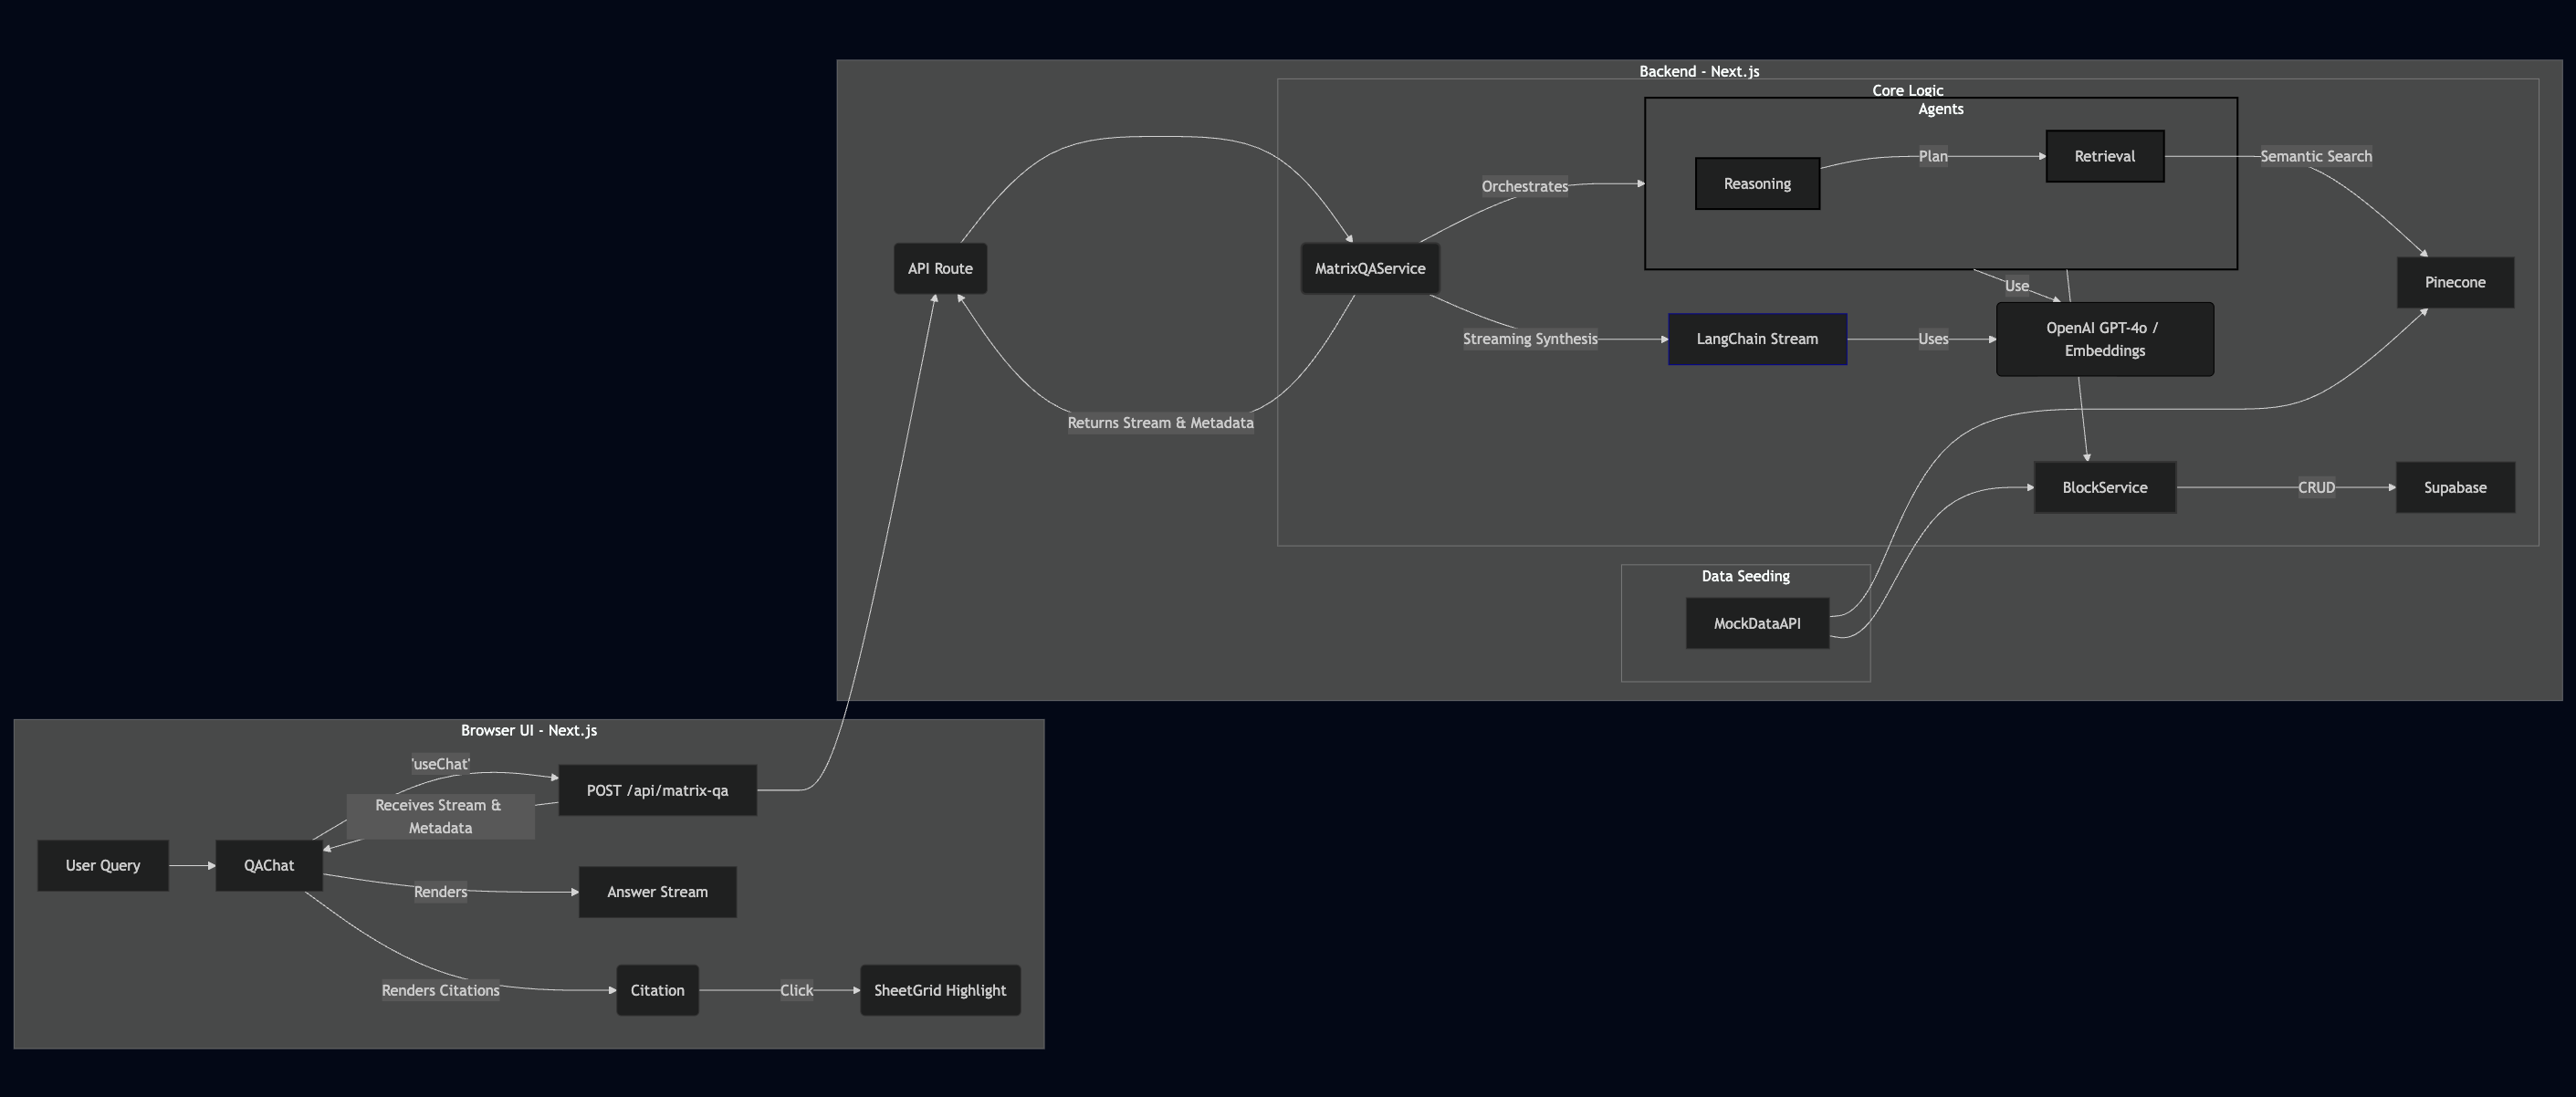 Backend - Next.js
Core Logic
Agents
Reasoning
Plan
Retrieval
Semantic Search
Orchestrates
API Route
MatrixQAService
Use
Pinecone
Streaming Synthesis
LangChain Stream
Uses
OpenAI GPT-4o /
Embeddings
Returns Stream & Metadata
BlockService
CRUD
Supabase
Data Seeding
MockDataAPI
Browser UI - Next.js
'useChat'
POST /api/matrix-qa
Receives Stream &
Metadata
User Query
QAChat
Renders
Answer Stream
Renders Citations
Citation
Click
SheetGrid Highlight